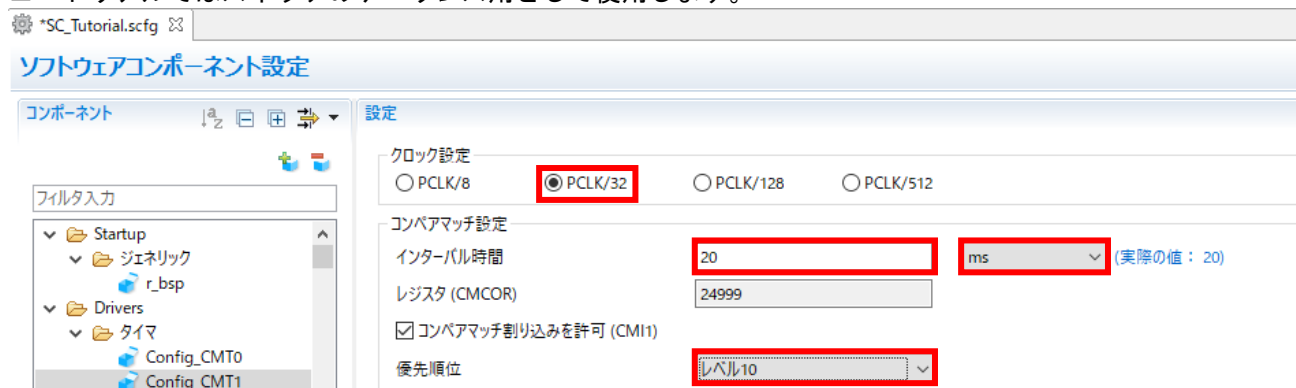 *SC_Tutorial.scfg
ソフトウェアコンポーネント設定
コンポーネント
設定
フィルタ入力
Startup
ジェネリック
r_bsp
Drivers
タイマ
Config_CMT0
Config_CMT1
クロック設定
PCLK/8 PCLK/32 PCLK/128 PCLK/512
コンペアマッチ設定
インターバル時間 20 ms (実際の値： 20)
レジスタ (CMCOR) 24999
コンペアマッチ割り込みを許可 (CMI1)
優先順位 レベル10